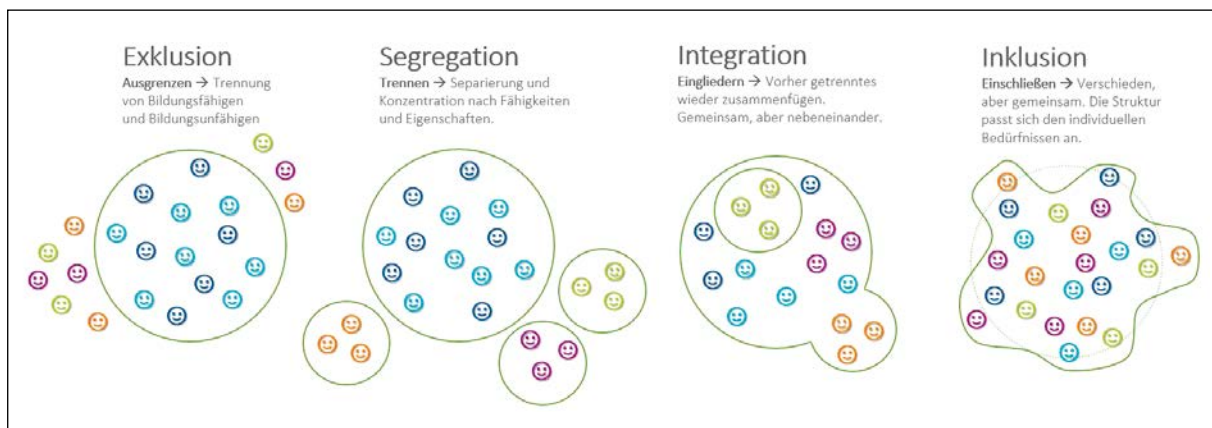 Exklusion
Ausgrenzen → Trennung
von Bildungsfähigen
und Bildungsunfähigen
Segregation
Trennen → Separierung und
Konzentration nach Fähigkeiten
und Eigenschaften.
Integration
Eingliedern → Vorher getrenntes
wieder zusammenfügen.
Gemeinsam, aber nebeneinander.
Inklusion
Einschließen → Verschieden,
aber gemeinsam. Die Struktur
passt sich den individuellen
Bedürfnissen an.